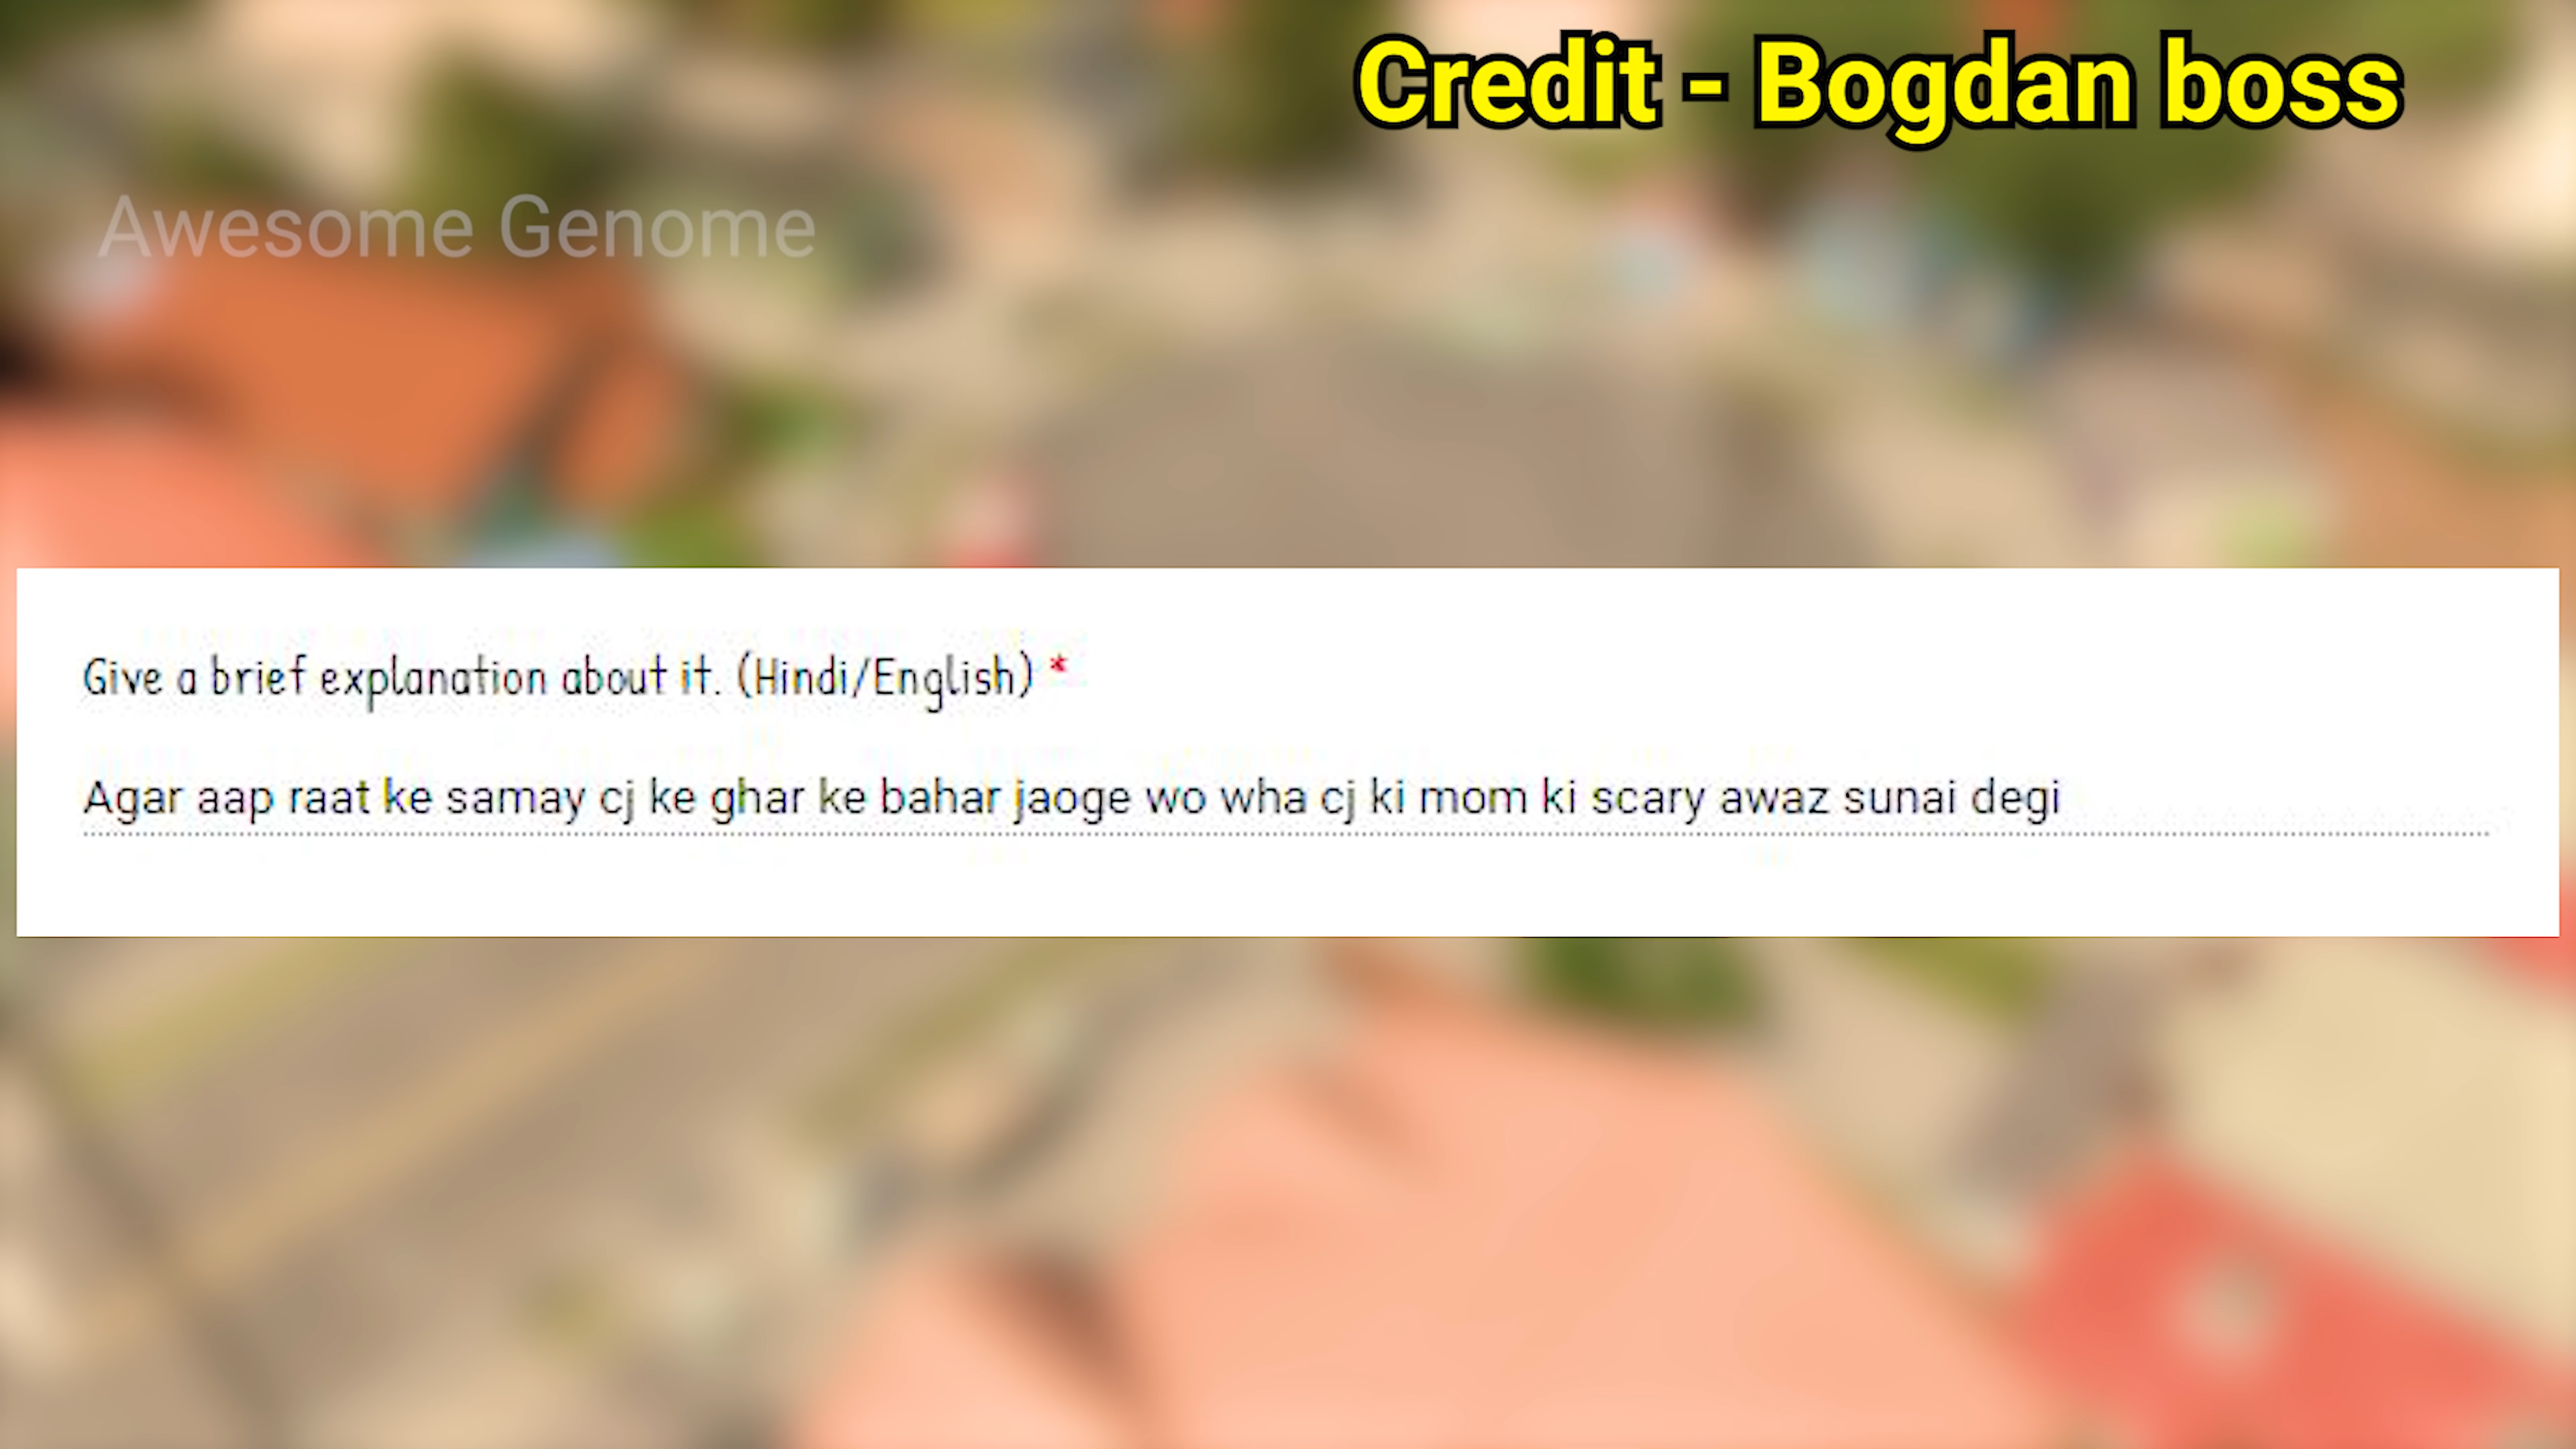 Credit - Bogdan boss
Awesome Genome
Give a brief explanation about it. (Hindi/English) *
Agar aap raat ke samay cj ke ghar ke bahar jaoge wo wha cj ki mom ki scary awaz sunai degi